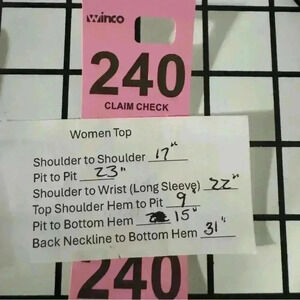 winco
240
CLAIM CHECK
Women Top
Shoulder to Shoulder 17"
Pit to Pit 23"
Shoulder to Wrist (Long Sleeve) 22"
Top Shoulder Hem to Pit 9"
Pit to Bottom Hem 15"
Back Neckline to Bottom Hem 31"
240